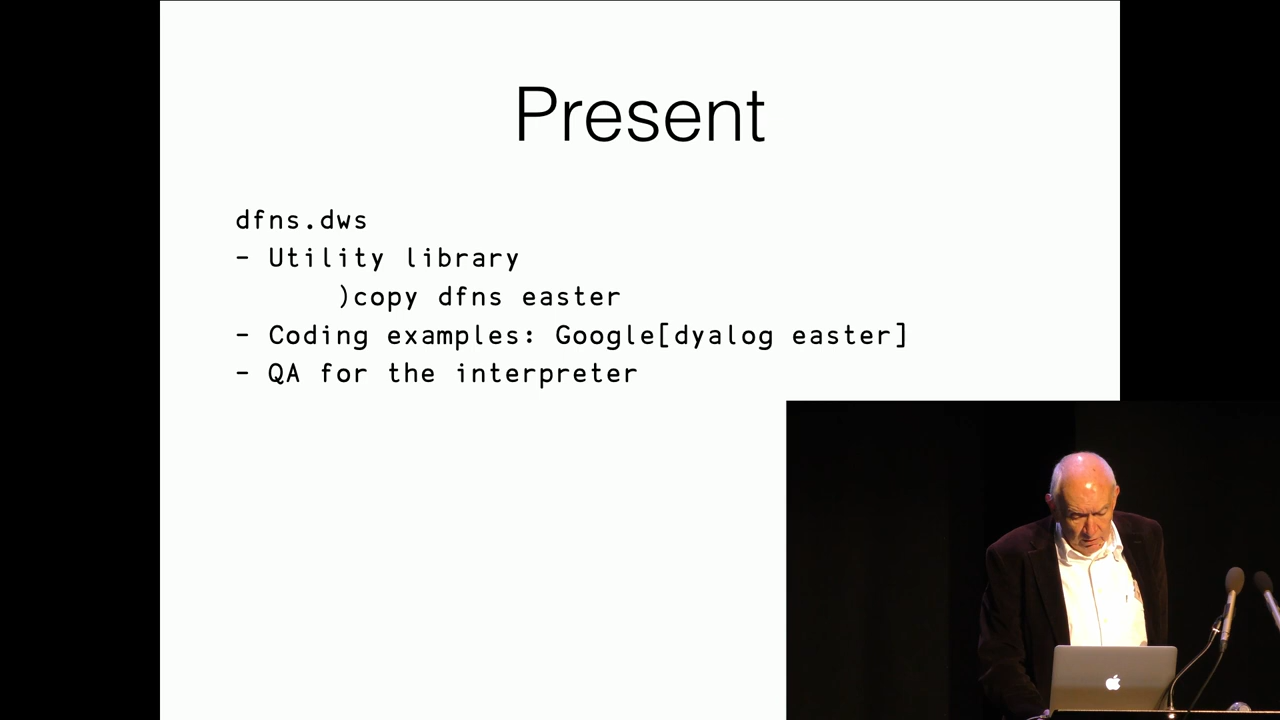 Present
dfns.dws
- Utility library
)copy dfns easter
- Coding examples: Google[dyalog easter]
- QA for the interpreter